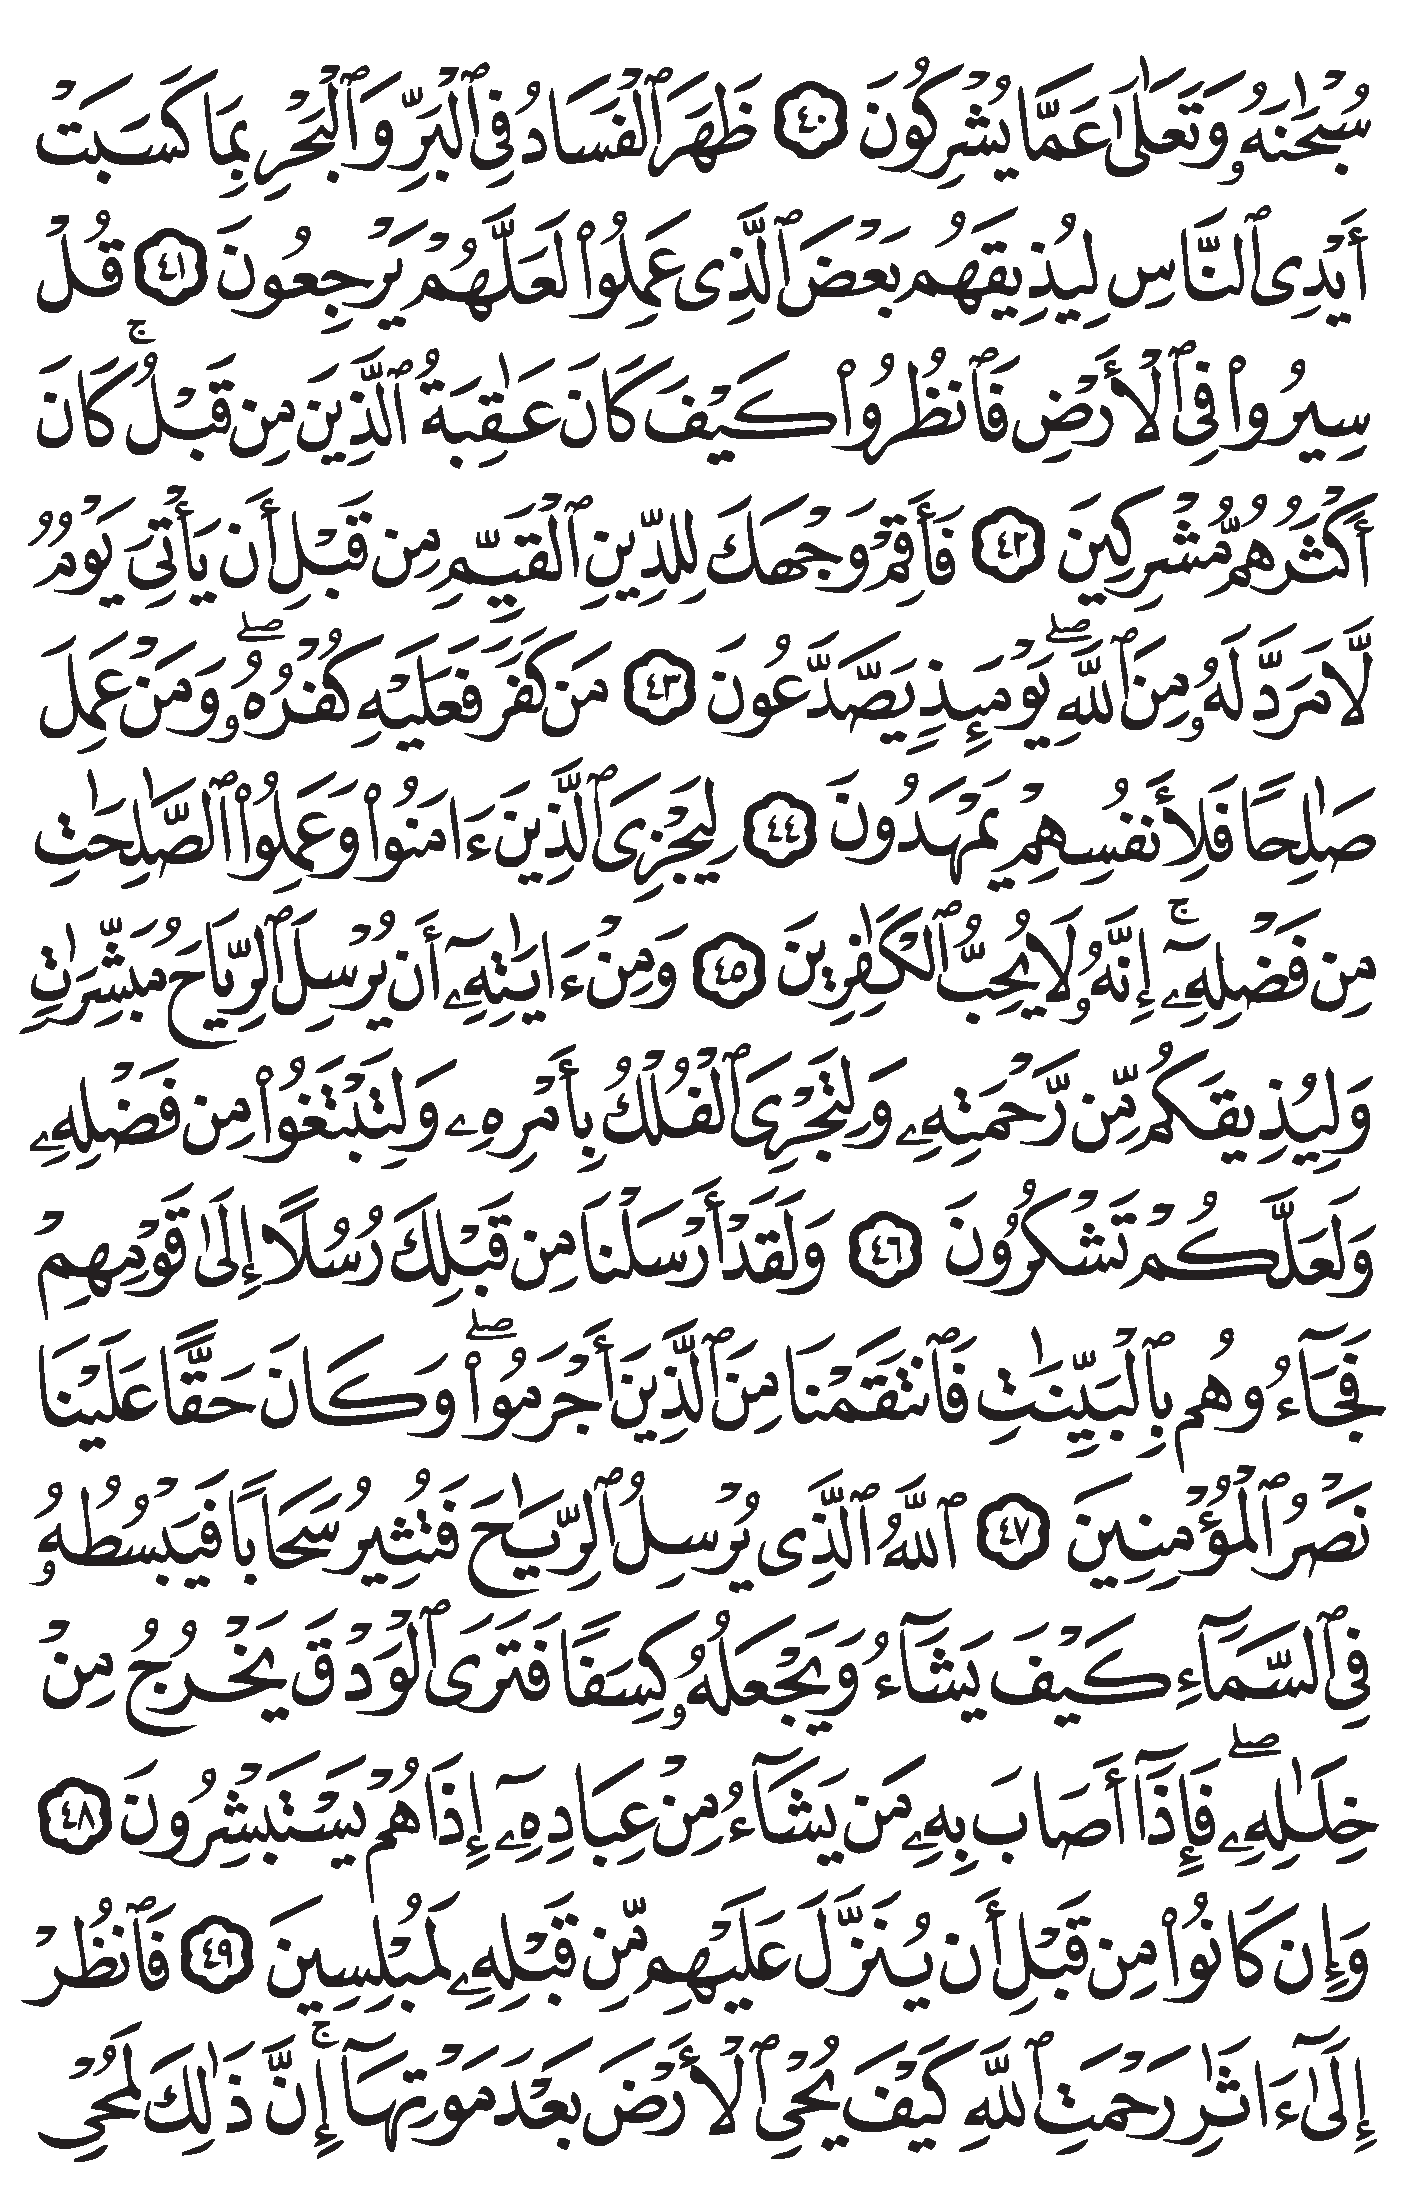 سُبْحَٰنَهُۥ وَتَعَٰلَىٰ عَمَّا يُشْرِكُونَ ٤٠ ظَهَرَ ٱلْفَسَادُ فِى ٱلْبَرِّ وَٱلْبَحْرِ بِمَا كَسَبَتْ
أَيْدِى ٱلنَّاسِ لِيُذِيقَهُم بَعْضَ ٱلَّذِى عَمِلُوا۟ لَعَلَّهُمْ يَرْجِعُونَ ٤١ قُلْ
سِيرُوا۟ فِى ٱلْأَرْضِ فَٱنظُرُوا۟ كَيْفَ كَانَ عَٰقِبَةُ ٱلَّذِينَ مِن قَبْلُ ۚ كَانَ
أَكْثَرُهُم مُّشْرِكِينَ ٤٢ فَأَقِمْ وَجْهَكَ لِلدِّينِ ٱلْقَيِّمِ مِن قَبْلِ أَن يَأْتِىَ يَوْمٌ
لَّا مَرَدَّ لَهُۥ مِنَ ٱللَّهِ ۖ يَوْمَئِذٍ يَصَّدَّعُونَ ٤٣ مَن كَفَرَ فَعَلَيْهِ كُفْرُهُۥ ۖ وَمَنْ عَمِلَ
صَٰلِحًا فَلِأَنفُسِهِمْ يَمْهَدُونَ ٤٤ لِيَجْزِىَ ٱلَّذِينَ ءَامَنُوا۟ وَعَمِلُوا۟ ٱلصَّٰلِحَٰتِ
مِن فَضْلِهِۦٓ ۚ إِنَّهُۥ لَا يُحِبُّ ٱلْكَٰفِرِينَ ٤٥ وَمِنْ ءَايَٰتِهِۦٓ أَن يُرْسِلَ ٱلرِّيَاحَ مُبَشِّرَٰتٍ
وَلِيُذِيقَكُم مِّن رَّحْمَتِهِۦ وَلِتَجْرِىَ ٱلْفُلْكُ بِأَمْرِهِۦ وَلِتَبْتَغُوا۟ مِن فَضْلِهِۦ
وَلَعَلَّكُمْ تَشْكُرُونَ ٤٦ وَلَقَدْ أَرْسَلْنَا مِن قَبْلِكَ رُسُلًا إِلَىٰ قَوْمِهِمْ
فَجَآءُوهُم بِٱلْبَيِّنَٰتِ فَٱنتَقَمْنَا مِنَ ٱلَّذِينَ أَجْرَمُوا۟ ۖ وَكَانَ حَقًّا عَلَيْنَا
نَصْرُ ٱلْمُؤْمِنِينَ ٤٧ ٱللَّهُ ٱلَّذِى يُرْسِلُ ٱلرِّيَٰحَ فَتُثِيرُ سَحَابًا فَيَبْسُطُهُۥ
فِى ٱلسَّمَآءِ كَيْفَ يَشَآءُ وَيَجْعَلُهُۥ كِسَفًا فَتَرَى ٱلْوَدْقَ يَخْرُجُ مِنْ
خِلَٰلِهِۦ ۖ فَإِذَآ أَصَابَ بِهِۦ مَن يَشَآءُ مِنْ عِبَادِهِۦٓ إِذَا هُمْ يَسْتَبْشِرُونَ ٤٨
وَإِن كَانُوا۟ مِن قَبْلِ أَن يُنَزَّلَ عَلَيْهِم مِّن قَبْلِهِۦ لَمُبْلِسِينَ ٤٩ فَٱنظُرْ
إِلَىٰٓ ءَاثَٰرِ رَحْمَتِ ٱللَّهِ كَيْفَ يُحْىِ ٱلْأَرْضَ بَعْدَ مَوْتِهَآ ۚ إِنَّ ذَٰلِكَ لَمُحْىِ